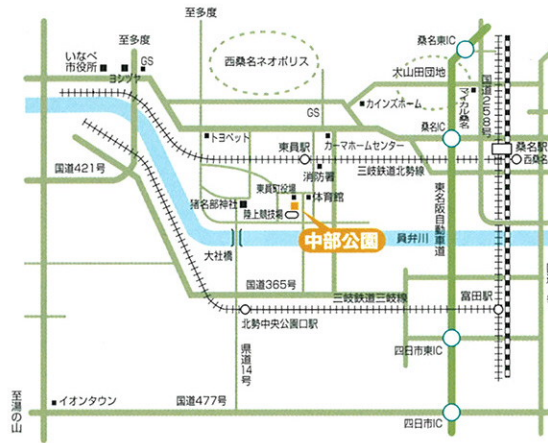 至多度
至多度
桑名東IC
いなべ
市役所
ヨシヅヤ
GS
西桑名ネオポリス
大山田団地
国道258号
マイカル桑名
カインズホーム
GS
桑名IC
トヨペット
東員駅
カーマホームセンター
桑名駅
西桑名
消防署
三岐鉄道北勢線
国道421号
東員町役場
体育館
猪名部神社
陸上競技場
東名阪自動車道
中部公園
員弁川
大社橋
国道365号
三岐鉄道三岐線
富田駅
北勢中央公園口駅
県道14号
四日市東IC
至湯の山
イオンタウン
国道477号
四日市IC